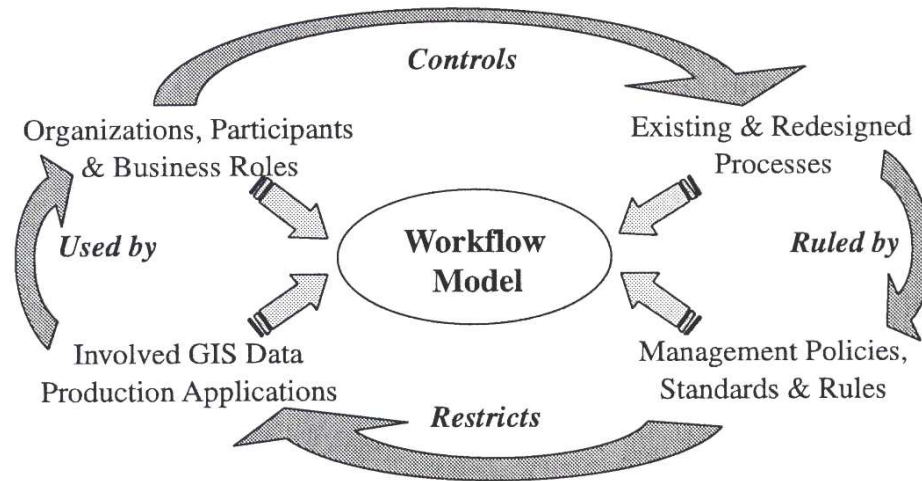 Controls
Organizations, Participants
& Business Roles
Existing & Redesigned
Processes
Used by
Workflow
Model
Ruled by
Involved GIS Data
Production Applications
Management Policies,
Standards & Rules
Restricts